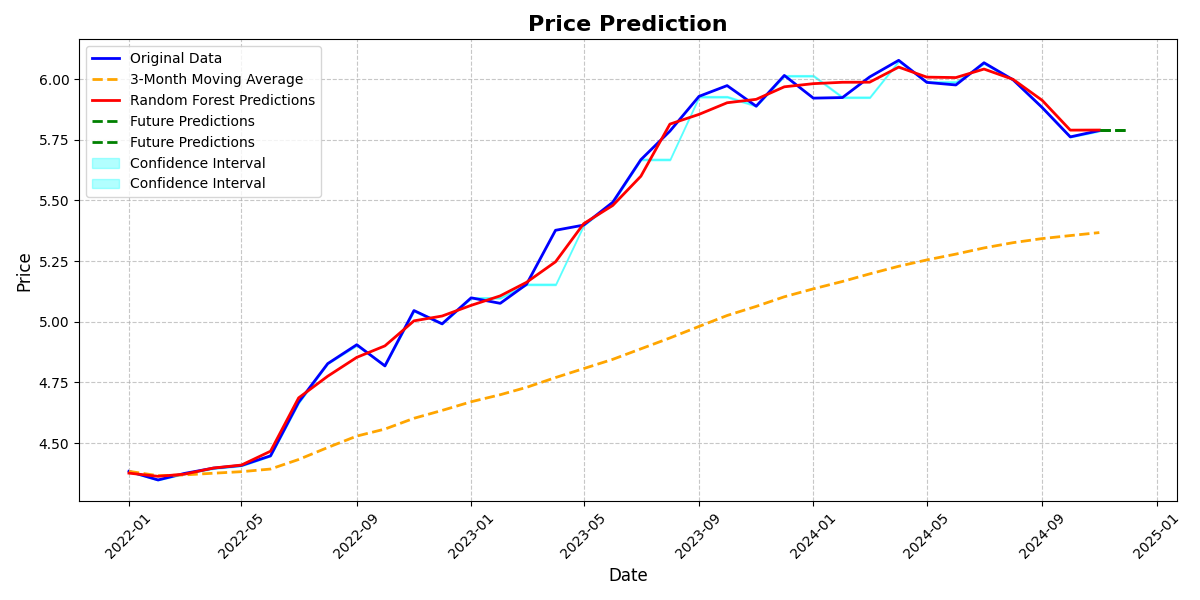 Price Prediction
Original Data
3-Month Moving Average
Random Forest Predictions
Future Predictions
Future Predictions
Confidence Interval
Confidence Interval
Price
6.00
5.75
5.50
5.25
5.00
4.75
4.50
2022-01
2022-05
2022-09
2023-01
2023-05
2023-09
2024-01
2024-05
2024-09
2025-01
Date